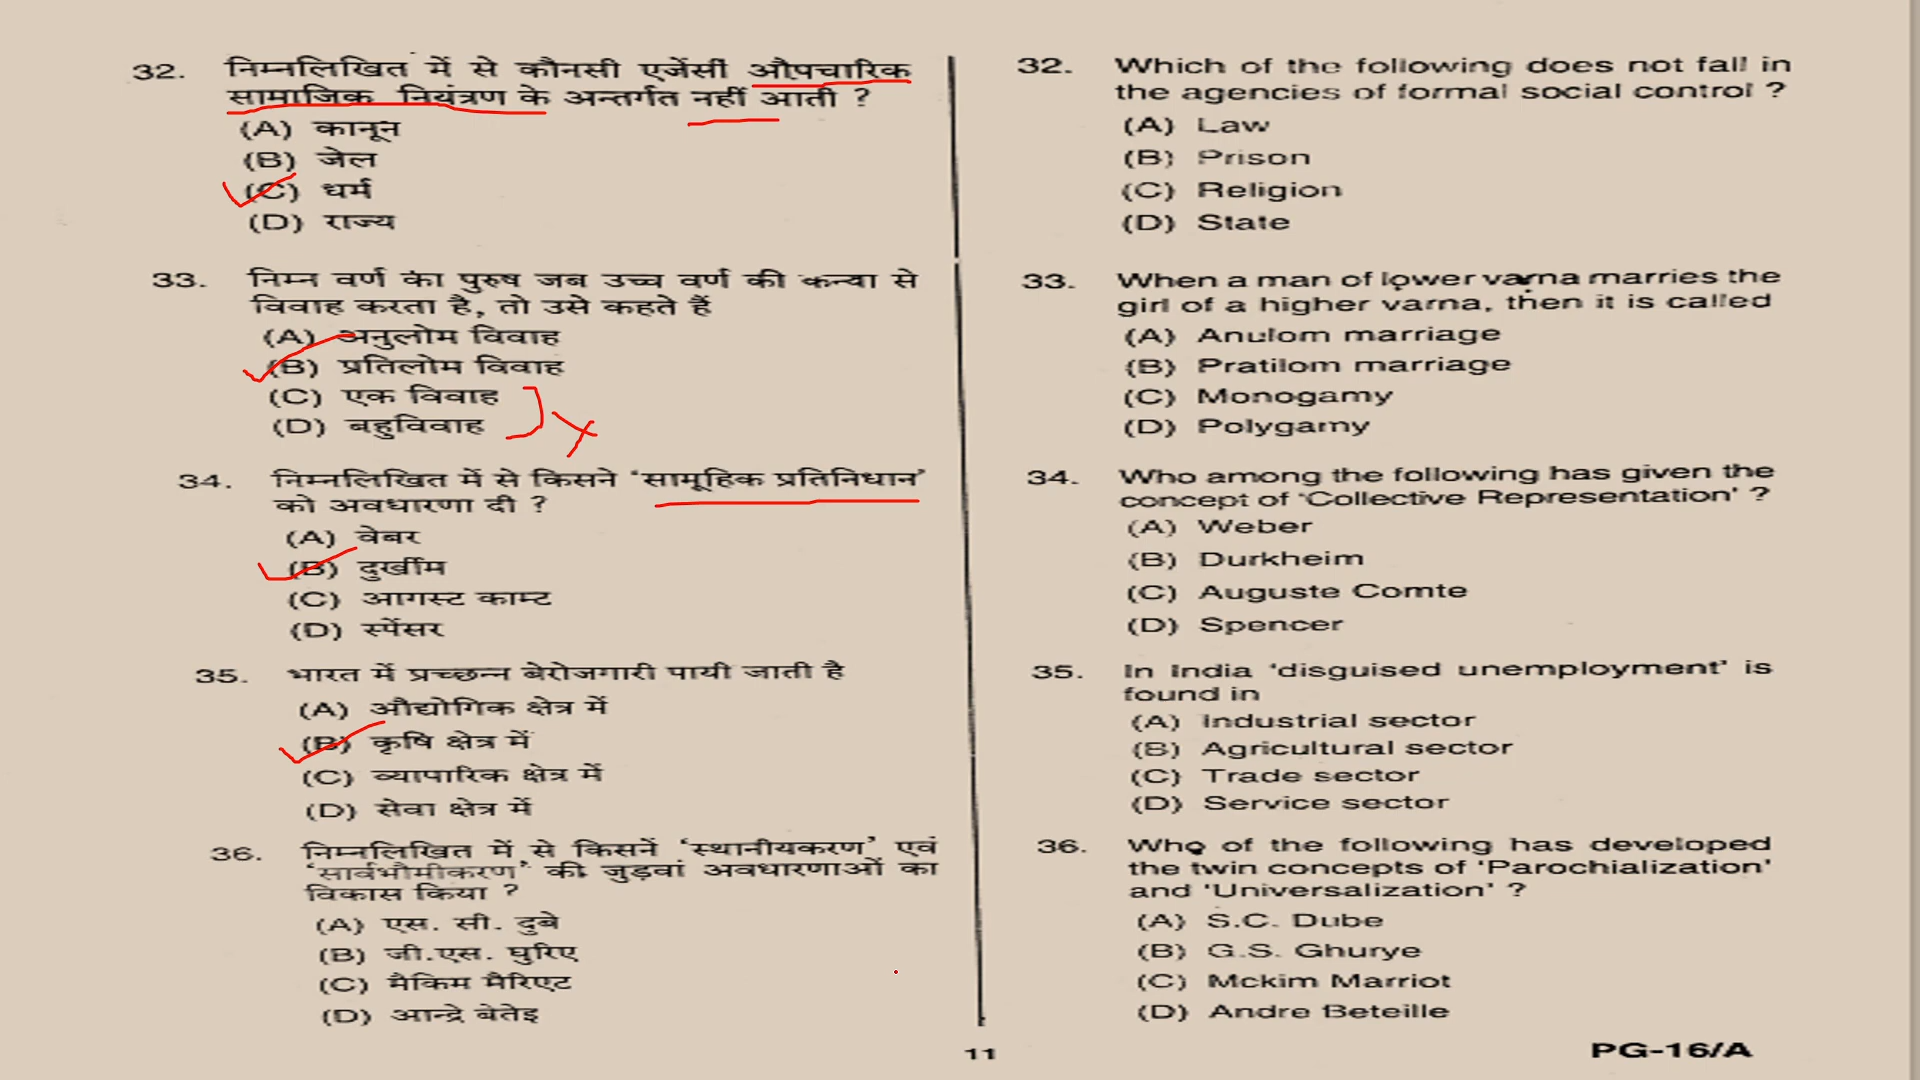 32. निम्नलिखित में से कौनसी एजेंसी औपचारिक
सामाजिक नियंत्रण के अन्तर्गत नहीं आती ?
(A) कानून
(B) जेल
(C) धर्म
(D) राज्य
33. निम्न वर्ण का पुरुष जब उच्च वर्ण की कन्या से
विवाह करता है, तो उसे कहते हैं
(A) अनुलोम विवाह
(B) प्रतिलोम विवाह
(C) एक विवाह
(D) बहुविवाह
34. निम्नलिखित में से किसने ‘सामूहिक प्रतिनिधान’
को अवधारणा दी ?
(A) वेबर
(B) दुर्खीम
(C) आगस्ट काम्ट
(D) स्पेंसर
35. भारत में प्रच्छन्न बेरोजगारी पायी जाती है
(A) औद्योगिक क्षेत्र में
(B) कृषि क्षेत्र में
(C) व्यापारिक क्षेत्र में
(D) सेवा क्षेत्र में
36. निम्नलिखित में से किसनें ‘स्थानीयकरण’ एवं
‘सार्वभौमीकरण’ की जुड़वां अवधारणाओं का
विकास किया ?
(A) एस. सी. दुबे
(B) जी.एस. घुरिए
(C) मैकिम मैरिएट
(D) आन्द्रे बेतेइ
32. Which of the following does not fall in
the agencies of formal social control ?
(A) Law
(B) Prison
(C) Religion
(D) State
33. When a man of lower varna marries the
girl of a higher varna, then it is called
(A) Anulom marriage
(B) Pratilom marriage
(C) Monogamy
(D) Polygamy
34. Who among the following has given the
concept of ‘Collective Representation’ ?
(A) Weber
(B) Durkheim
(C) Auguste Comte
(D) Spencer
35. In India ‘disguised unemployment’ is
found in
(A) Industrial sector
(B) Agricultural sector
(C) Trade sector
(D) Service sector
36. Who of the following has developed
the twin concepts of ‘Parochialization’
and ‘Universalization’ ?
(A) S.C. Dube
(B) G.S. Ghurye
(C) Mckim Marriot
(D) Andre Beteille
11
PG-16/A